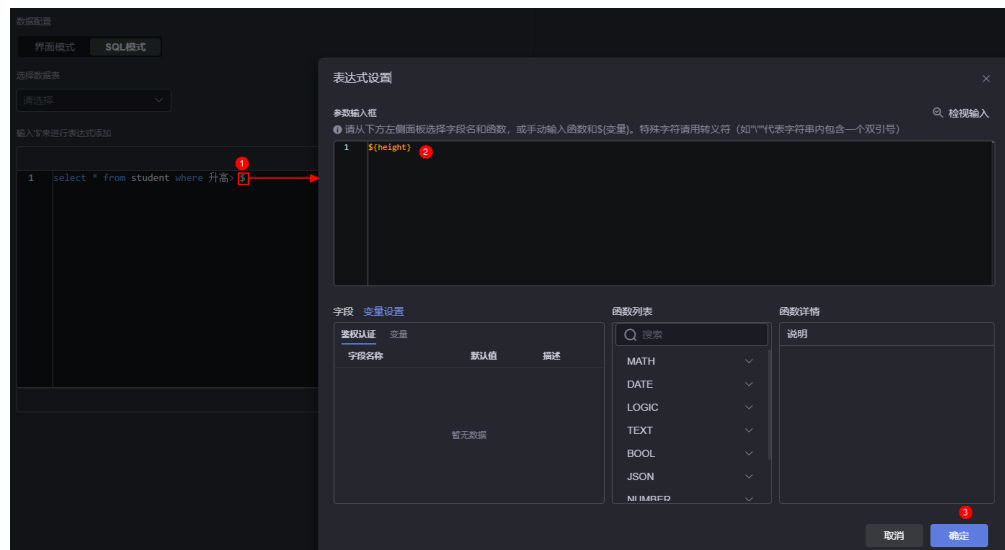 数据配置
界面模式 SQL模式
选择数据表
请选择
输入'$'来进行表达式添加
1
1 select * from student where 升高> $
表达式设置
参数输入框
检视输入
请从下方左侧面板选择字段名和函数，或手动输入函数和${变量}。特殊字符请用转义符（如"\""代表字符串内包含一个双引号）
1 ${height} 2
字段 变量设置
鉴权认证 变量
字段名称 默认值 描述
暂无数据
函数列表
搜索
MATH
DATE
LOGIC
TEXT
BOOL
JSON
NUMBER
函数详情
说明
3
取消 确定